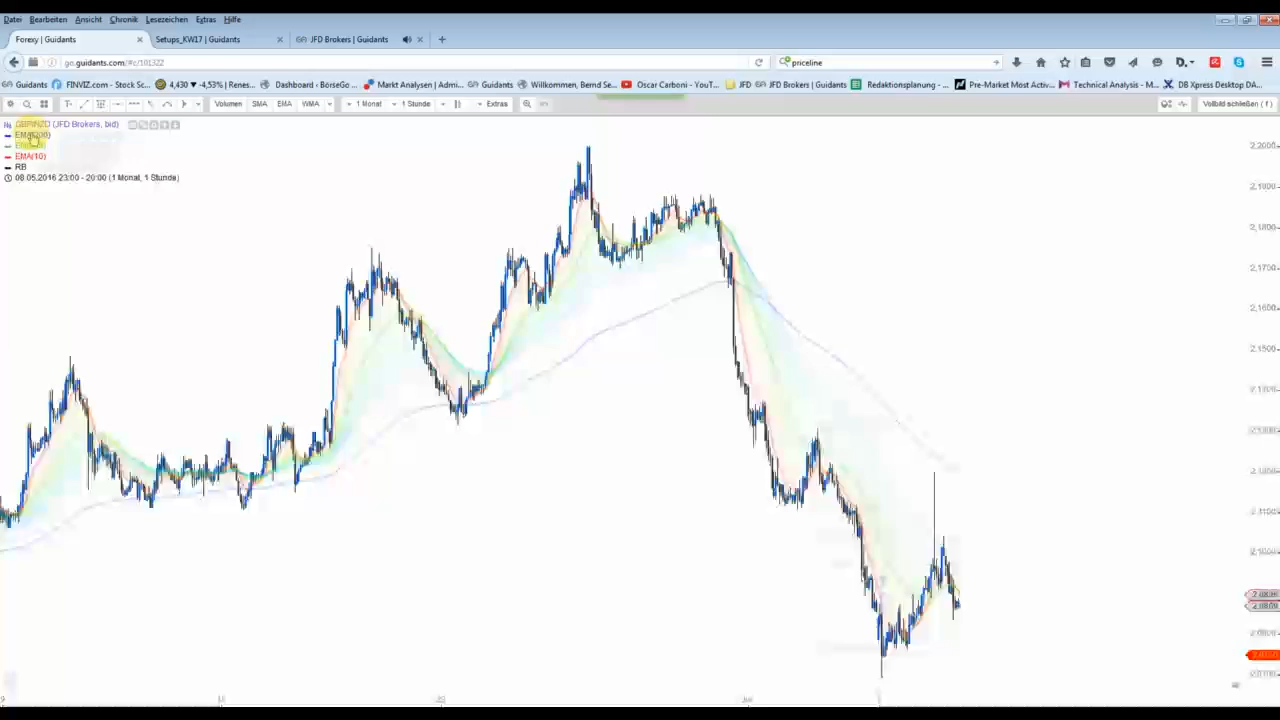 Datei Bearbeiten Ansicht Chronik Lesezeichen Extras Hilfe
Forexy | Guidants Setups_KW17 | Guidants JFD Brokers | Guidants
go.guidants.com/#c/101322 priceline
Guidants FINVIZ.com - Stock Sc... 4,430 -4,53% | Renes... Dashboard ‹ BörseGo... Markt Analysen | Admi... Guidants Willkommen, Bernd Se... Oscar Carboni - YouT... JFD JFD Brokers | Guidants Redaktionsplanung -... Pre-Market Most Activ... Technical Analysis - M... DB Xpress Desktop DA...
Volumen SMA EMA WMA 1 Monat 1 Stunde Extras Vollbild schließen ( f )
GBP/NZD (JFD Brokers, bid)
EMA(10)
RB
08.05.2016 23:00 - 20:00 (1 Monat, 1 Stunde)
2,2000
2,1900
2,1800
2,1700
2,1600
2,1500